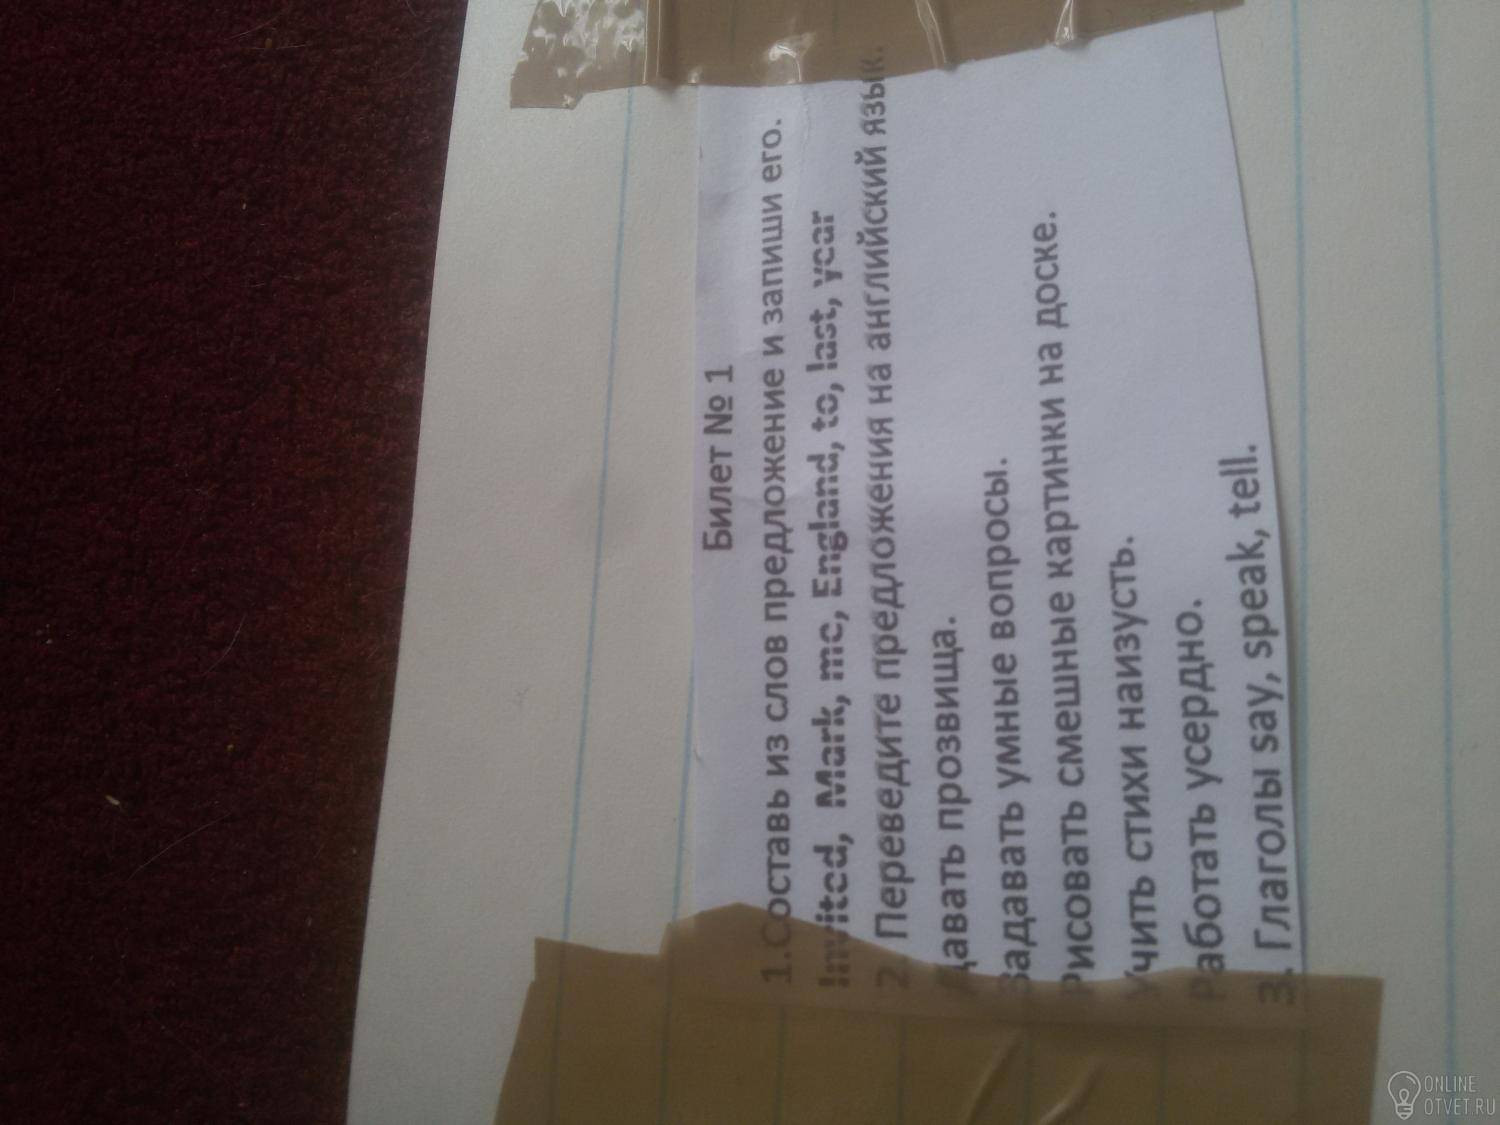 Билет № 1
1.Составь из слов предложение и запиши его.
Invited, Mark, me, England, to, last, year
2. Переведите предложения на английский язык.
Давать прозвища.
Задавать умные вопросы.
Рисовать смешные картинки на доске.
Учить стихи наизусть.
Работать усердно.
3. Глаголы say, speak, tell.
ONLINE
OTVET.RU